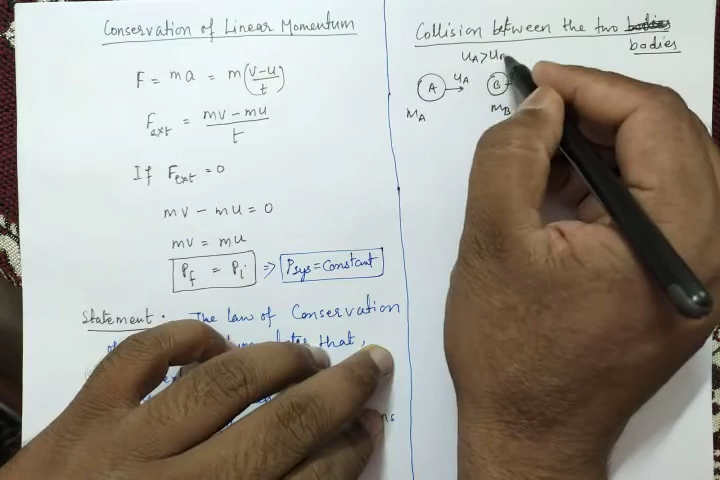 Conservation of Linear Momentum
F = ma = m(v-u/t)
Fext = mv - mu/t
If Fext = 0
mv - mu = 0
mv = mu
Pf = Pi ⇒ Psys = Constant
Statement : The law of Conservation
that,
ns
Collision between the two
bodies
uA > u
A uA B
MA MB